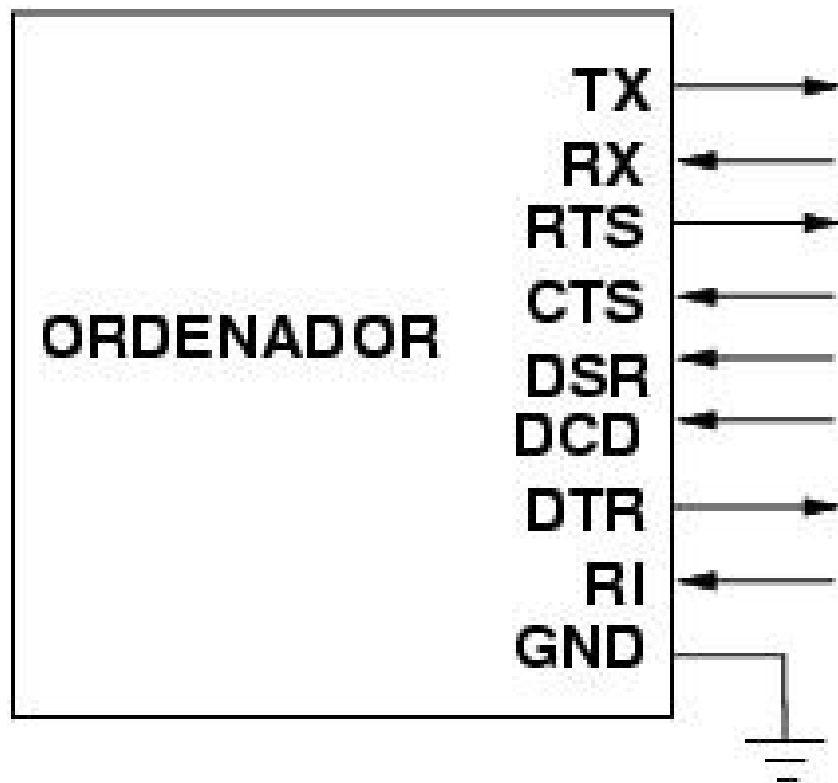 TX
RX
RTS
CTS
ORDENADOR
DSR
DCD
DTR
RI
GND